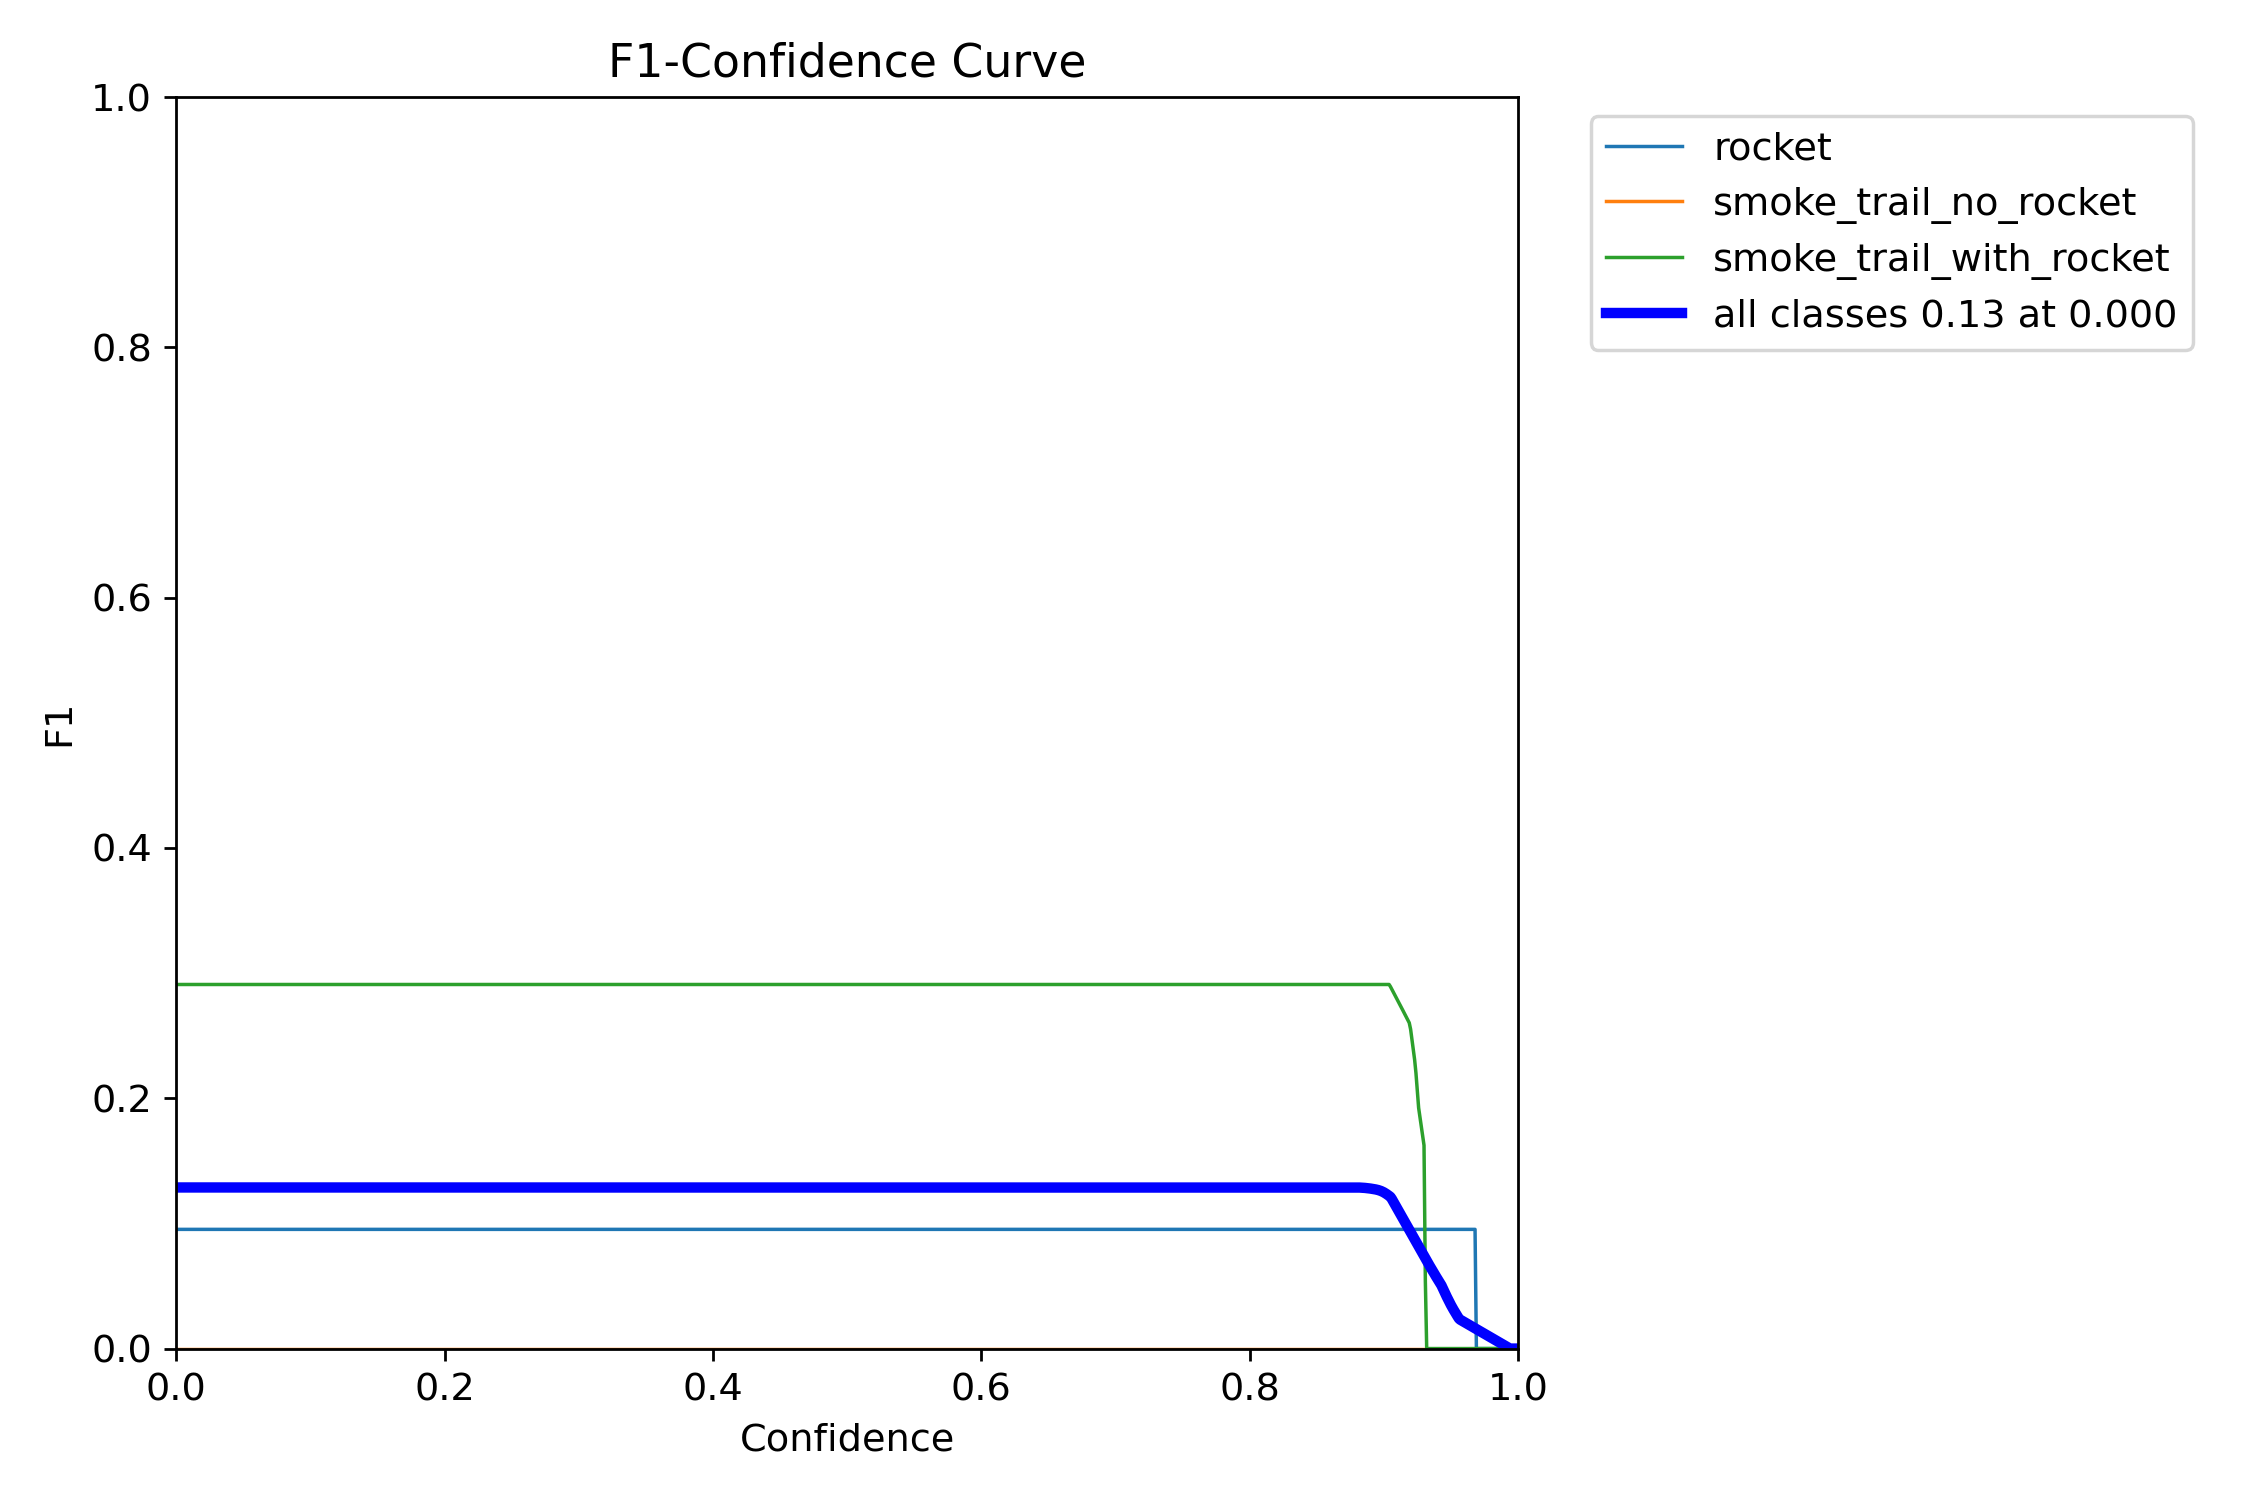 F1-Confidence Curve
1.0
0.8
0.6
0.4
0.2
0.0
F1
0.0 0.2 0.4 0.6 0.8 1.0
Confidence
rocket
smoke_trail_no_rocket
smoke_trail_with_rocket
all classes 0.13 at 0.000